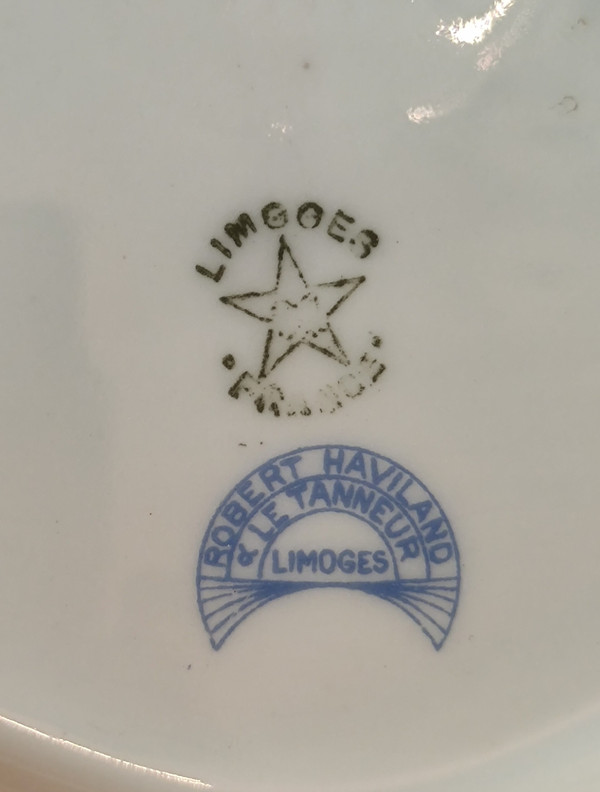 LIMOGES
FRANCE
ROBERT HAVILAND
& LE TANNEUR
LIMOGES